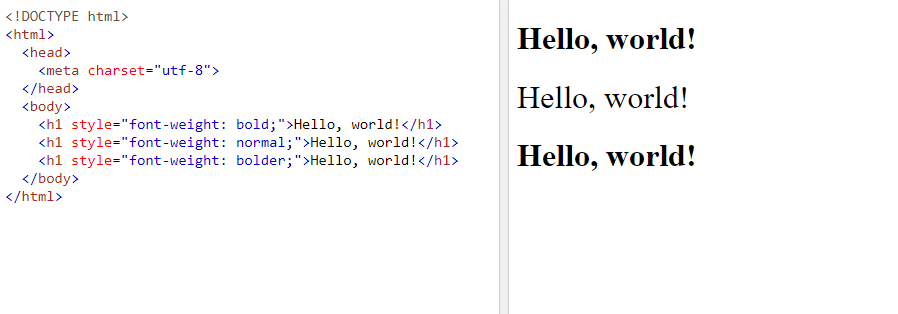 <!DOCTYPE html>
<html>
  <head>
    <meta charset="utf-8">
  </head>
  <body>
    <h1 style="font-weight: bold;">Hello, world!</h1>
    <h1 style="font-weight: normal;">Hello, world!</h1>
    <h1 style="font-weight: bolder;">Hello, world!</h1>
  </body>
</html>
Hello, world!
Hello, world!
Hello, world!